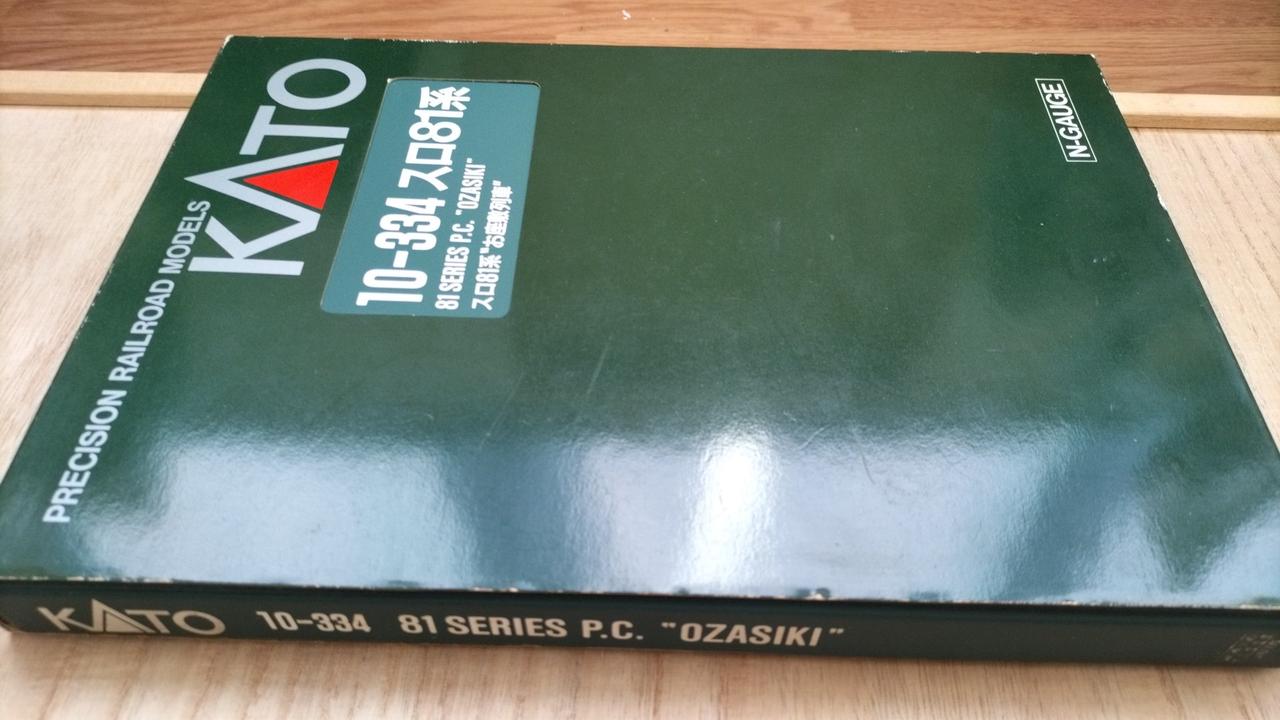 PRECISION RAILROAD MODELS
KATO
10-334 スロ81系
81 SERIES P.C. "OZASIKI"
スロ81系"お座敷列車"
N-GAUGE
KATO 10-334 81 SERIES P.C. "OZASIKI"